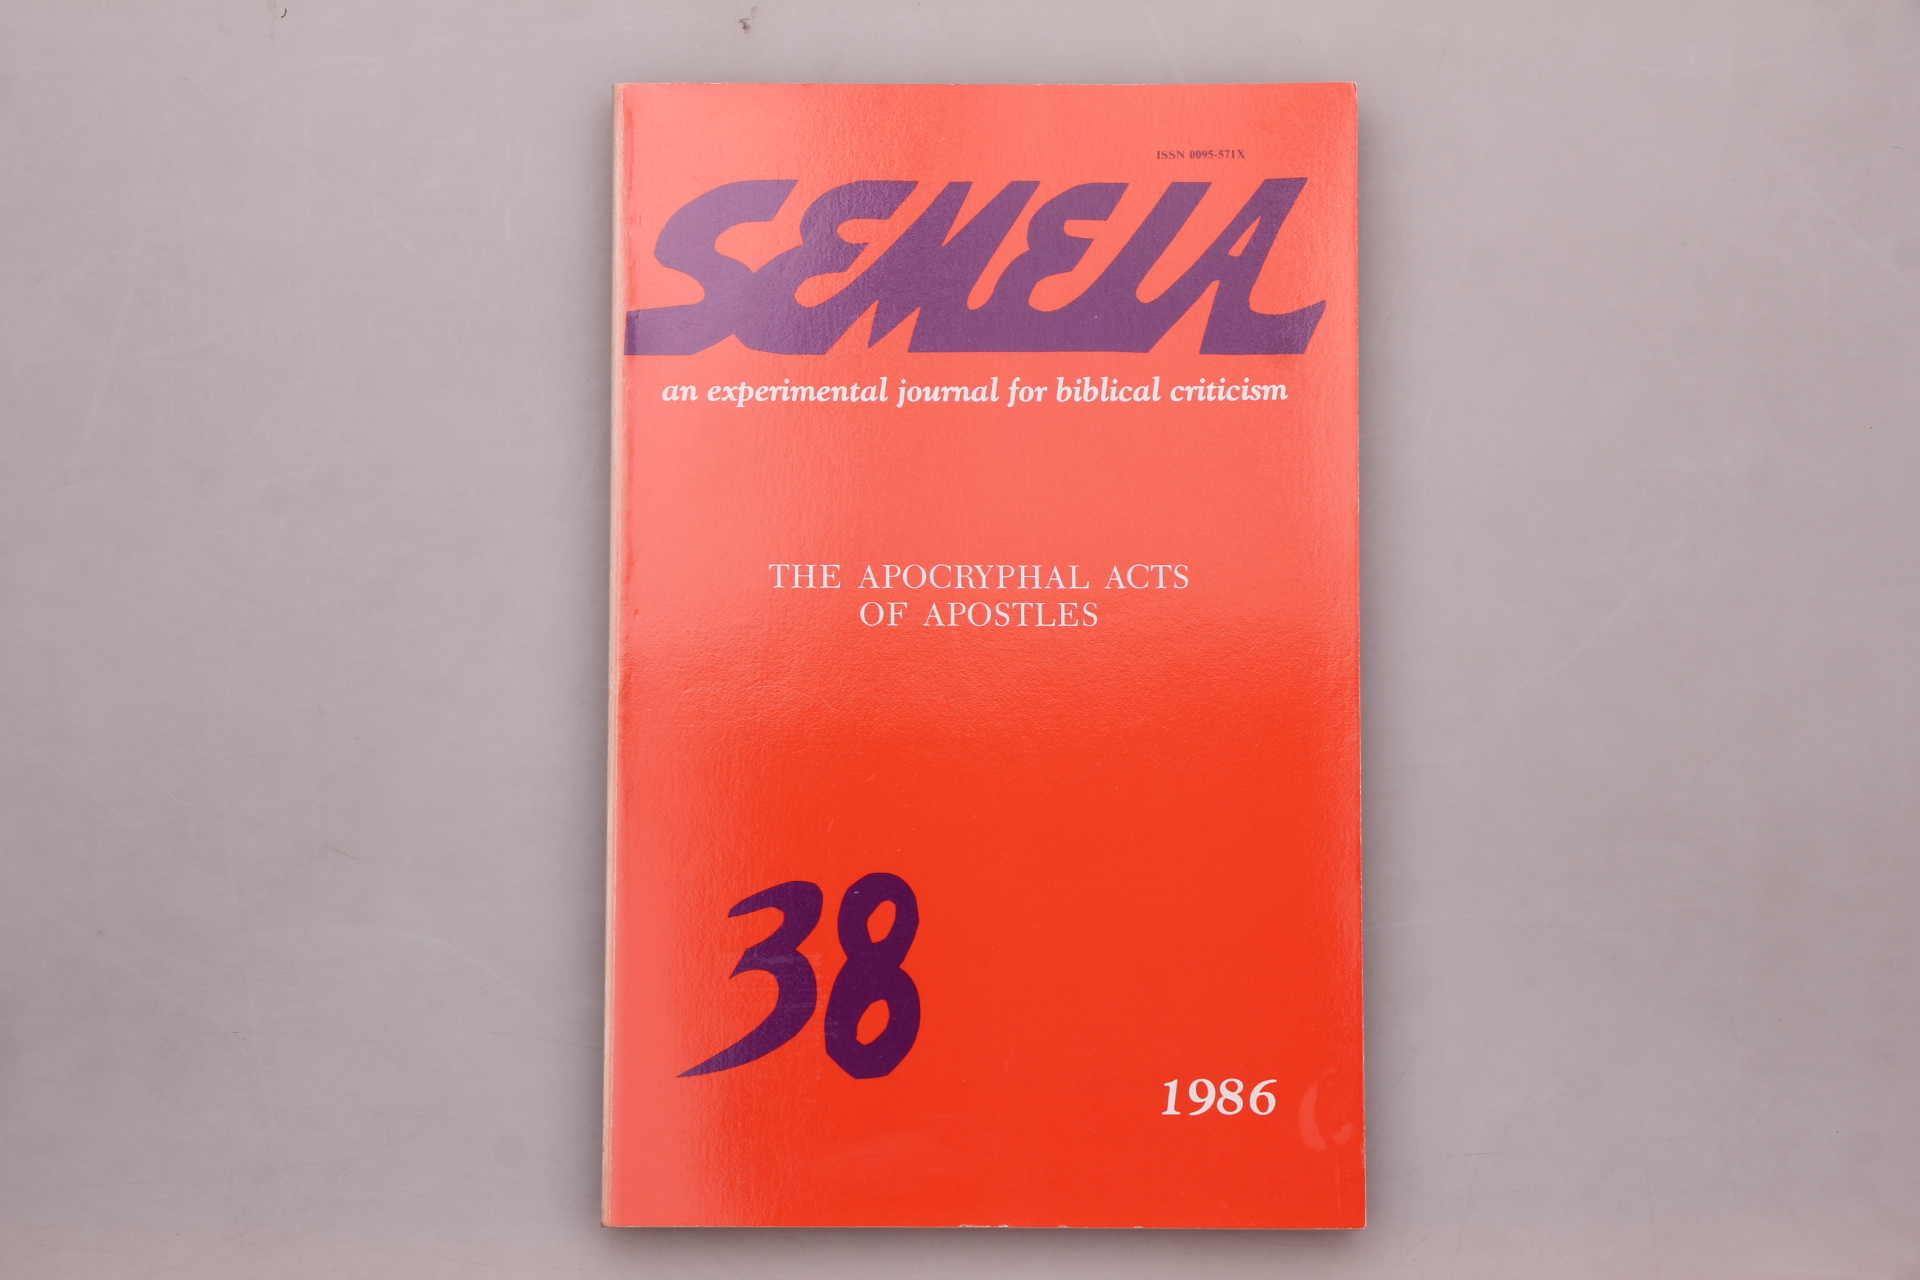 ISSN 0095-571X
SEMEIA
an experimental journal for biblical criticism
THE APOCRYPHAL ACTS
OF APOSTLES
38
1986